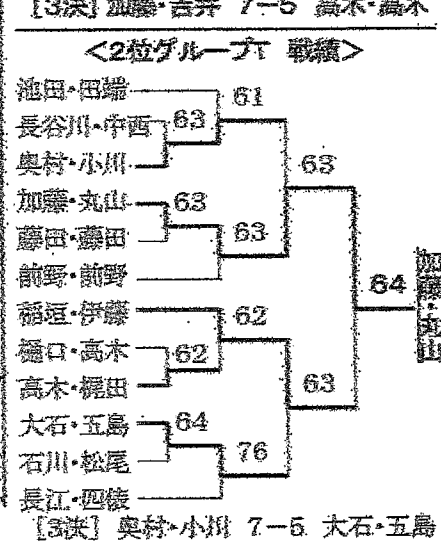 [3決] 加藤・吉井 7−5 高木・高木
<2位グループT 戦績>
池田・田端
61
長谷川・中西
63
奥村・小川
63
加藤・丸山
63
藤田・藤田
63
前野・前野
64
加藤・丸山
稲垣・伊藤
62
樋口・高木
62
高木・梶田
63
大石・五島
64
石川・松尾
76
長江・四俵
[3決] 奥村・小川 7−5 大石・五島